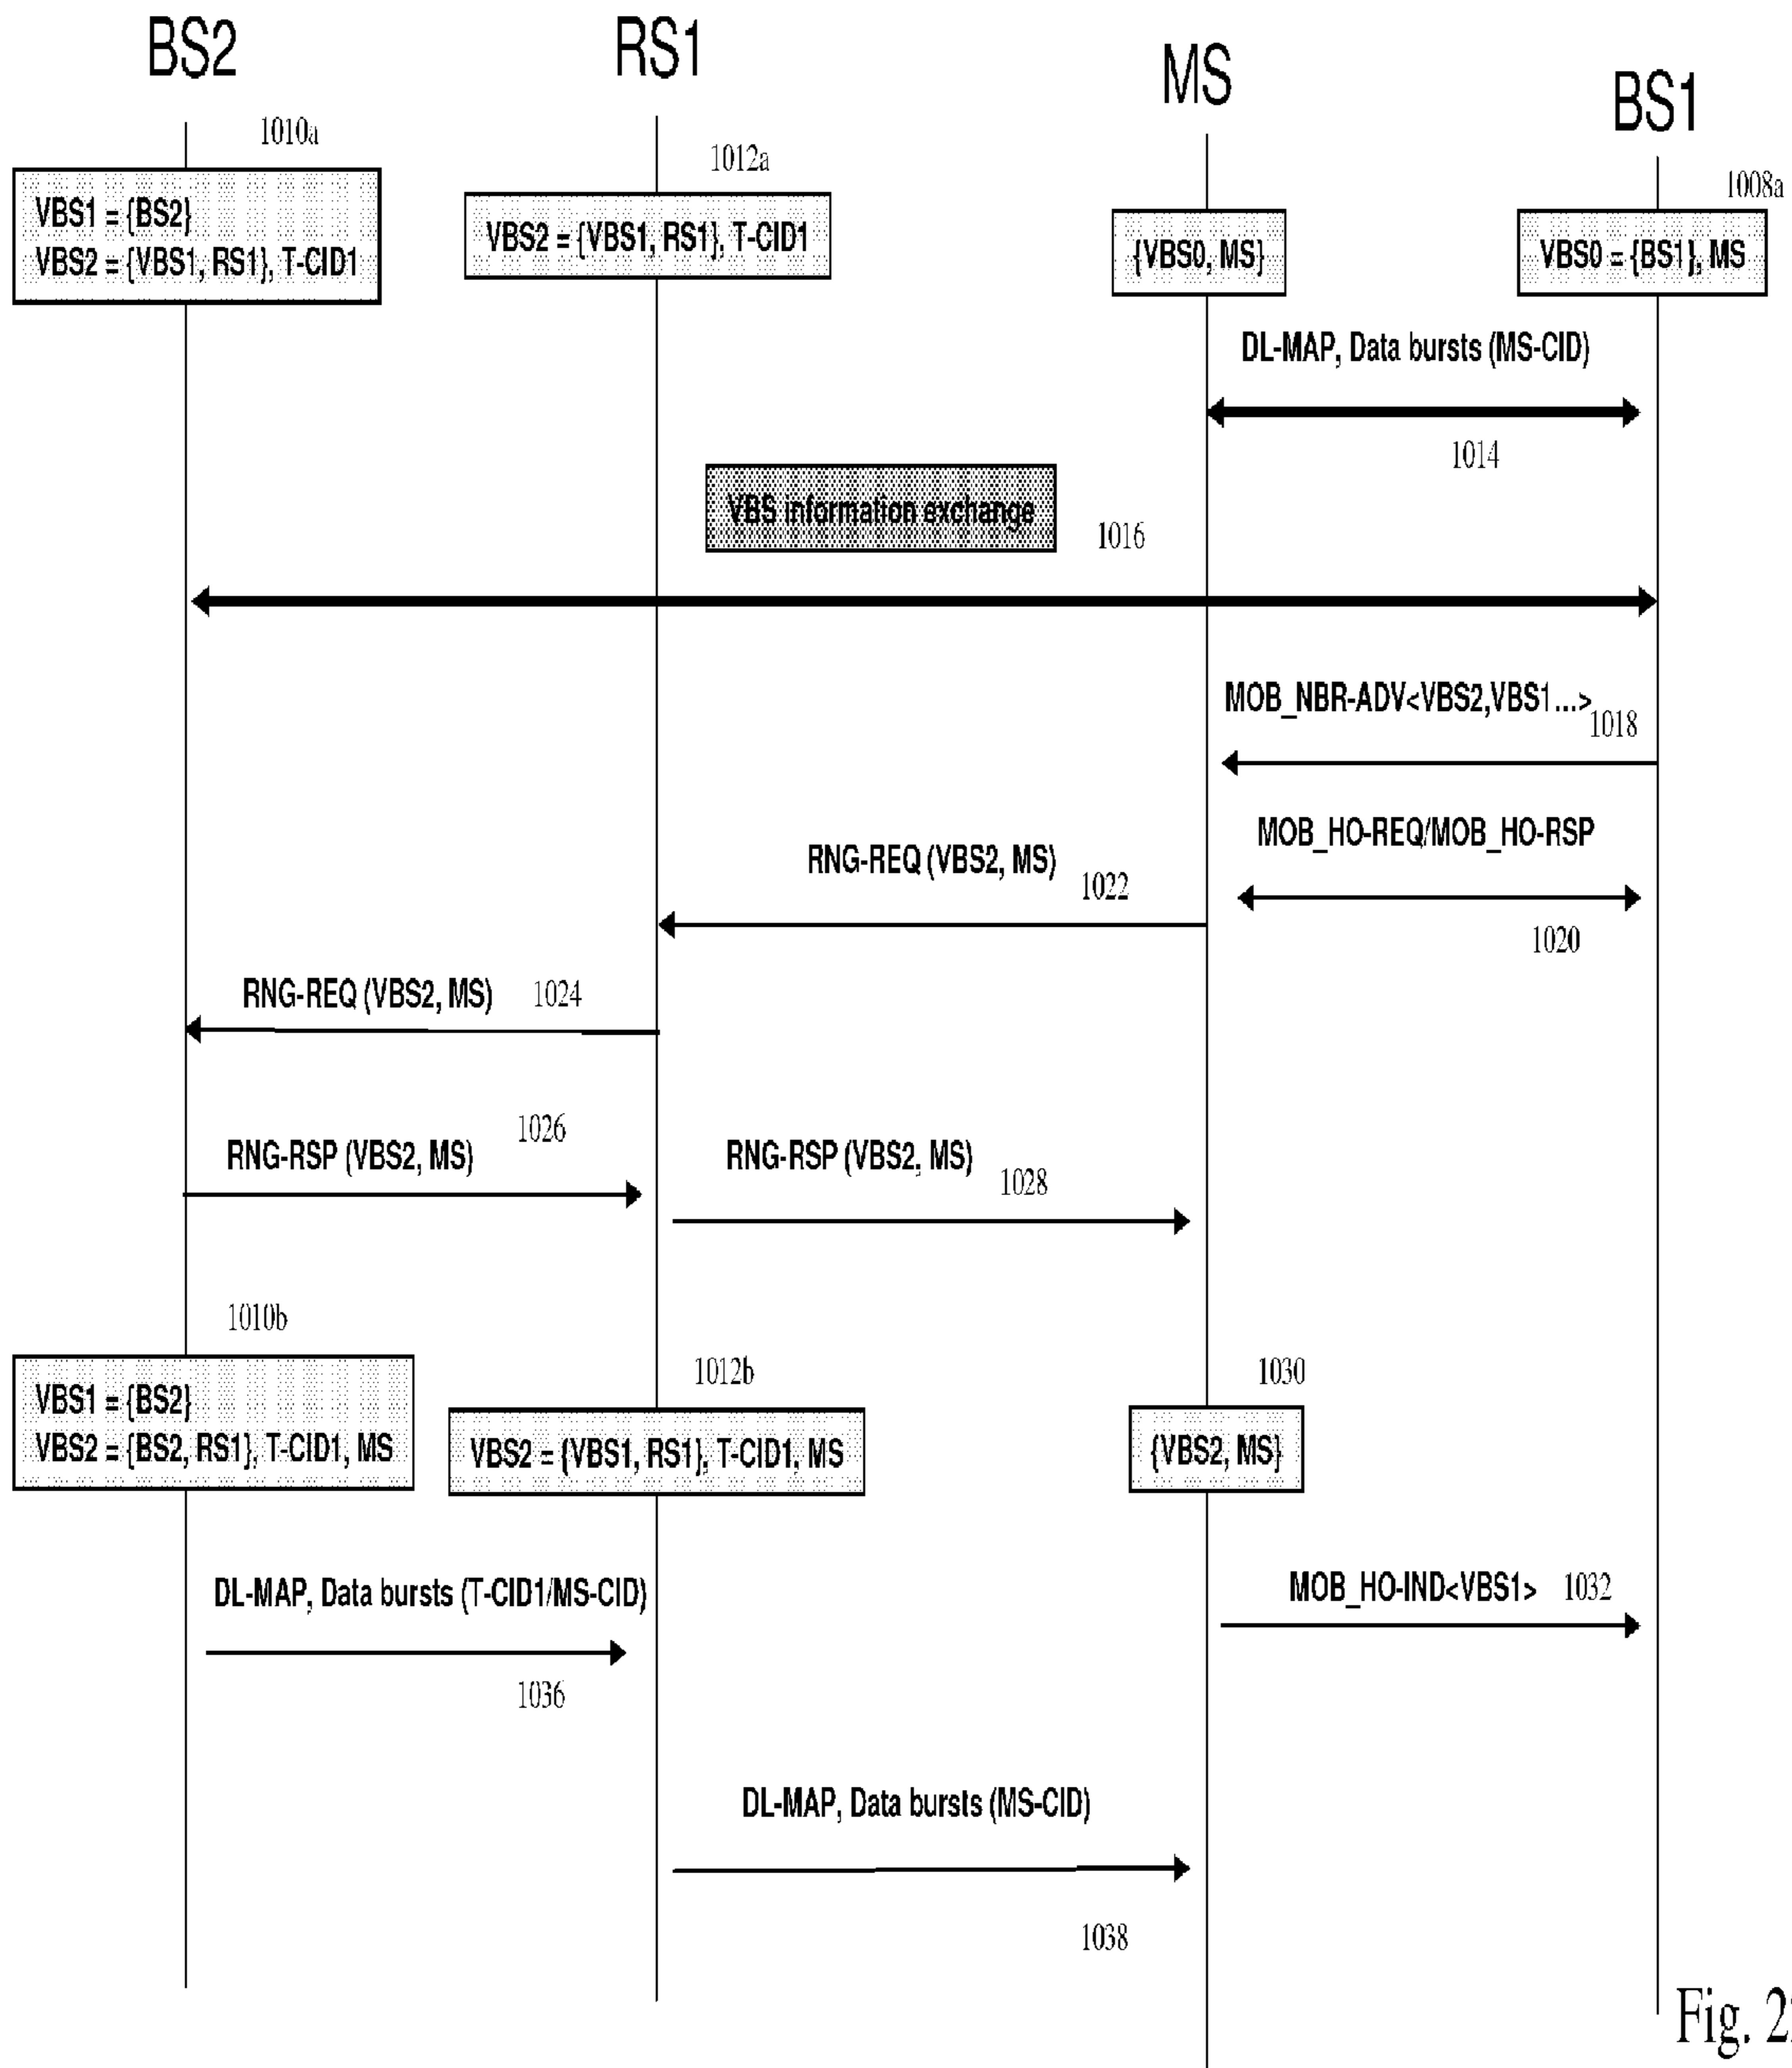 BS2
RS1
MS
BS1
1010a
1012a
1008a
VBS1 = {BS2}
VBS2 = {VBS1, RS1}, T-CID1
VBS2 = {VBS1, RS1}, T-CID1
{VBS0, MS}
VBS0 = {BS1}, MS
DL-MAP, Data bursts (MS-CID)
1014
VBS information exchange
1016
MOB_NBR-ADV<VBS2,VBS1...>
1018
MOB_HO-REQ/MOB_HO-RSP
1020
RNG-REQ (VBS2, MS)
1022
RNG-REQ (VBS2, MS)
1024
1026
RNG-RSP (VBS2, MS)
RNG-RSP (VBS2, MS)
1028
1010b
1012b
1030
VBS1 = {BS2}
VBS2 = {BS2, RS1}, T-CID1, MS
VBS2 = {VBS1, RS1}, T-CID1, MS
{VBS2, MS}
DL-MAP, Data bursts (T-CID1/MS-CID)
1036
MOB_HO-IND<VBS1>
1032
DL-MAP, Data bursts (MS-CID)
1038
Fig.